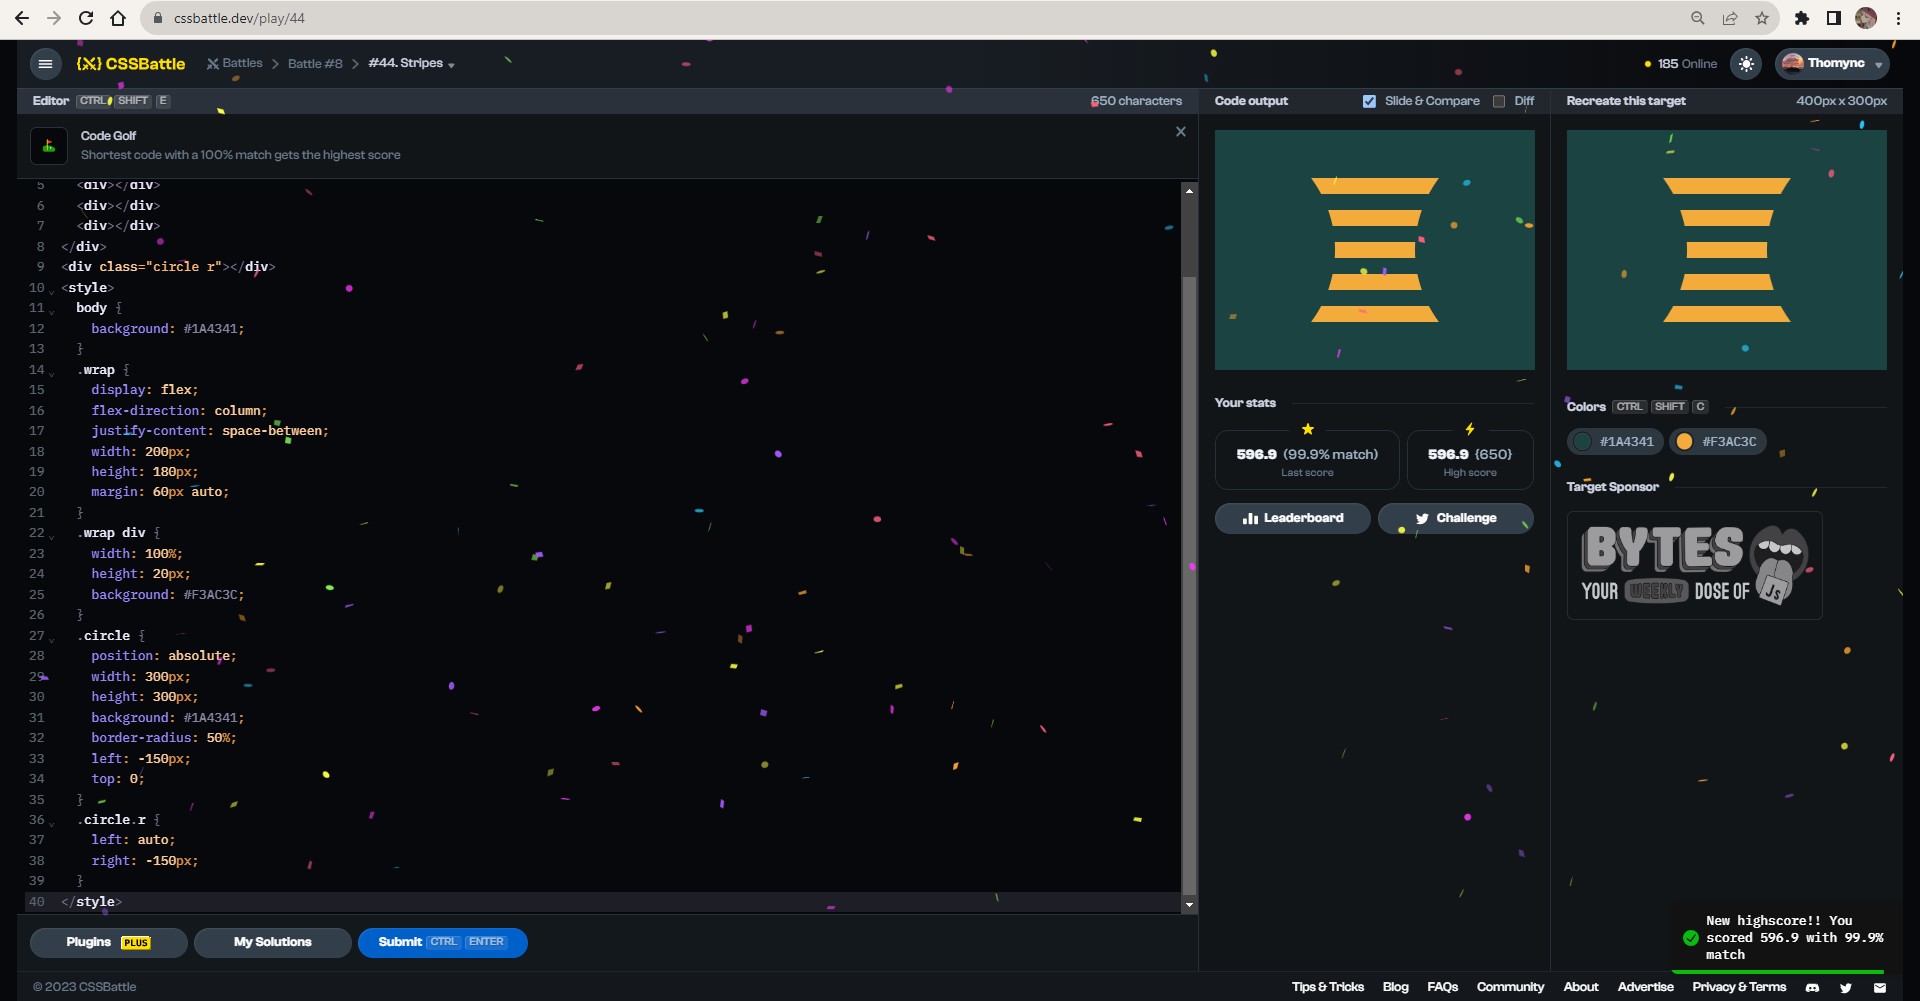 cssbattle.dev/play/44
CSSBattle
Battles
Battle #8
#44. Stripes
185 Online
Thomync
Editor CTRL SHIFT E
650 characters
Code output
Slide & Compare
Diff
Recreate this target
400px x 300px
Code Golf
Shortest code with a 100% match gets the highest score
5 <div></div>
6 <div></div>
7 <div></div>
8 </div>
9 <div class="circle r"></div>
10 <style>
11 body {
12 background: #1A4341;
13 }
14 .wrap {
15 display: flex;
16 flex-direction: column;
17 justify-content: space-between;
18 width: 200px;
19 height: 180px;
20 margin: 60px auto;
21 }
22 .wrap div {
23 width: 100%;
24 height: 20px;
25 background: #F3AC3C;
26 }
27 .circle {
28 position: absolute;
29 width: 300px;
30 height: 300px;
31 background: #1A4341;
32 border-radius: 50%;
33 left: -150px;
34 top: 0;
35 }
36 .circle.r {
37 left: auto;
38 right: -150px;
39 }
40 </style>
Your stats
596.9 (99.9% match)
Last score
596.9 {650}
High score
Leaderboard
Challenge
Colors CTRL SHIFT C
#1A4341
#F3AC3C
Target Sponsor
BYTES
YOUR WEEKLY DOSE OF JS
Plugins PLUS
My Solutions
Submit CTRL ENTER
New highscore!! You
scored 596.9 with 99.9%
match
© 2023 CSSBattle
Tips & Tricks
Blog
FAQs
Community
About
Advertise
Privacy & Terms